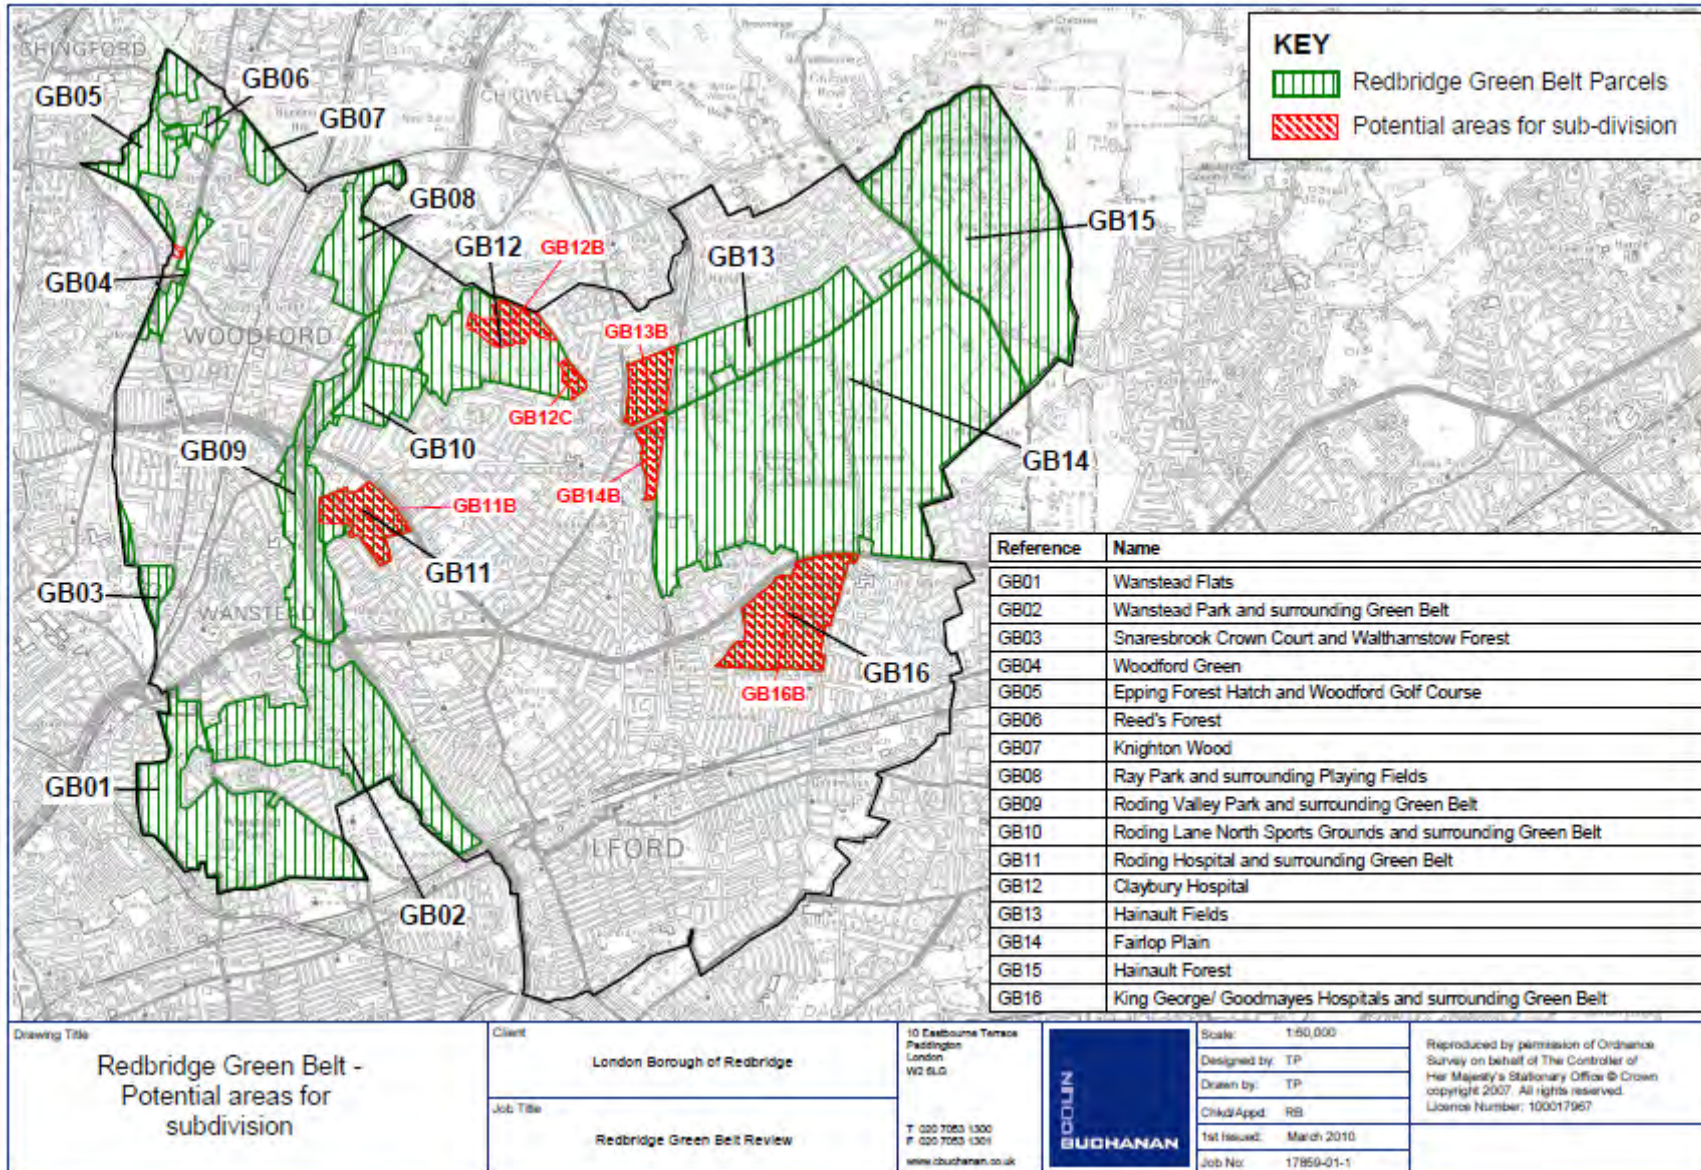 KEY
Redbridge Green Belt Parcels
Potential areas for sub-division
CHINGFORD
GB06
GB05
GB07
CHIGWELL
GB08
GB12
GB12B
GB13
GB15
GB04
WOODFORD
GB13B
GB12C
GB09
GB10
GB14
GB14B
GB11B
GB11
GB03
WANSTEAD
GB16
GB16B
GB01
ILFORD
GB02
Reference Name
GB01 Wanstead Flats
GB02 Wanstead Park and surrounding Green Belt
GB03 Snaresbrook Crown Court and Walthamstow Forest
GB04 Woodford Green
GB05 Epping Forest Hatch and Woodford Golf Course
GB06 Reed's Forest
GB07 Knighton Wood
GB08 Ray Park and surrounding Playing Fields
GB09 Roding Valley Park and surrounding Green Belt
GB10 Roding Lane North Sports Grounds and surrounding Green Belt
GB11 Roding Hospital and surrounding Green Belt
GB12 Claybury Hospital
GB13 Hainault Fields
GB14 Fairlop Plain
GB15 Hainault Forest
GB16 King George/ Goodmayes Hospitals and surrounding Green Belt
Drawing Title
Redbridge Green Belt -
Potential areas for
subdivision
Client
London Borough of Redbridge
Job Title
Redbridge Green Belt Review
10 Eastbourne Terrace
Paddington
London
W2 6LG
T 020 7053 1300
F 020 7053 1301
www.cbuchanan.co.uk
COLIN
BUCHANAN
Scale: 1:60,000
Designed by: TP
Drawn by: TP
Chkd/Appd: RB
1st Issued: March 2010
Job No: 17859-01-1
Reproduced by permission of Ordnance
Survey on behalf of The Controller of
Her Majesty's Stationary Office © Crown
copyright 2007. All rights reserved.
Licence Number: 100017967